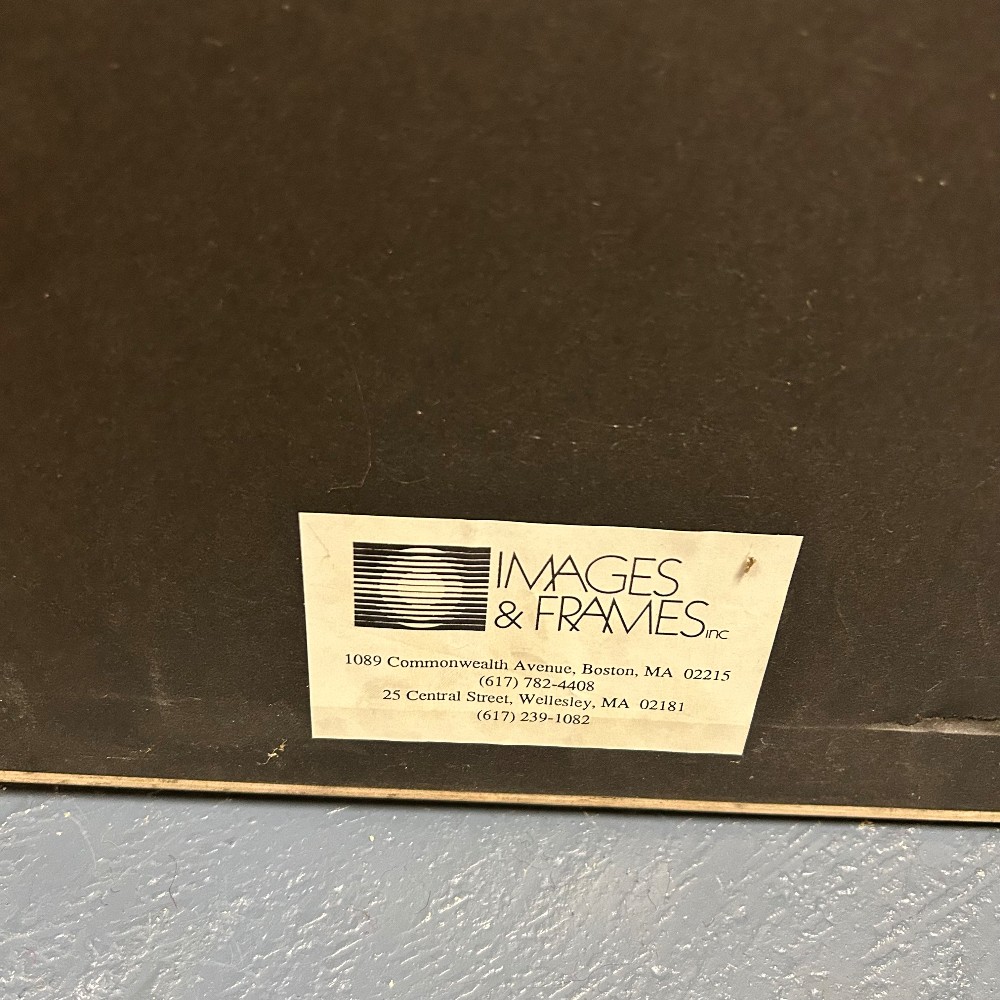 IMAGES
& FRAMES inc
1089 Commonwealth Avenue, Boston, MA 02215
(617) 782-4408
25 Central Street, Wellesley, MA 02181
(617) 239-1082